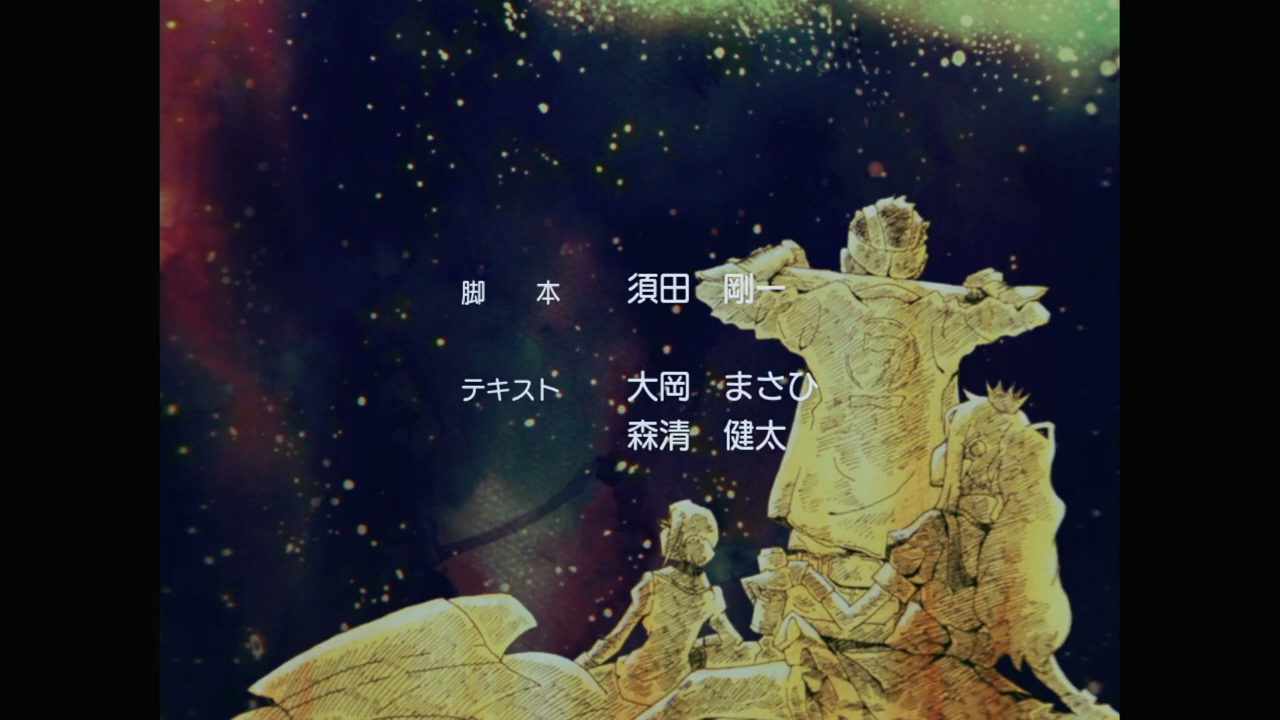 脚　本　須田　剛一
テキスト　大岡　まさひ
森清　健太